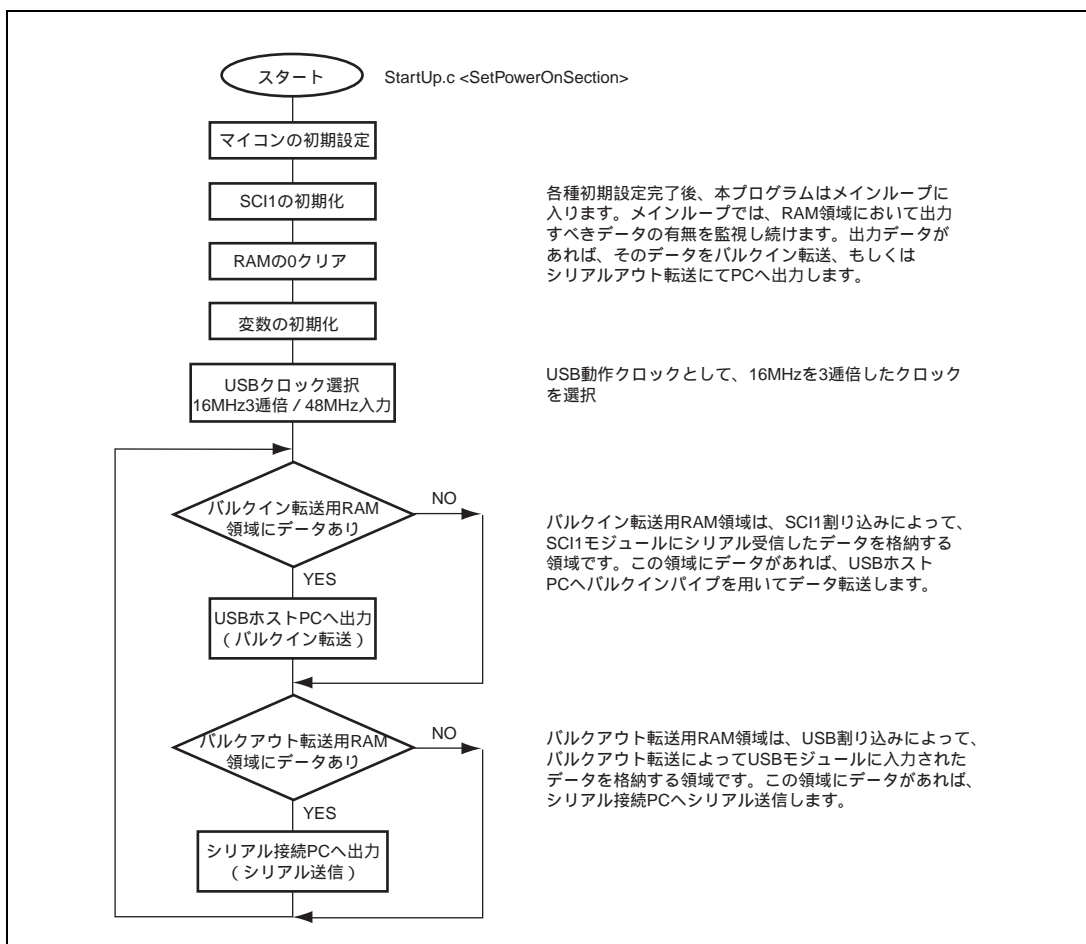 スタート
StartUp.c <SetPowerOnSection>
マイコンの初期設定
SCI1の初期化
各種初期設定完了後、本プログラムはメインループに
入ります。メインループでは、RAM領域において出力
すべきデータの有無を監視し続けます。出力データが
あれば、そのデータをバルクイン転送、もしくは
シリアルアウト転送にてPCへ出力します。
RAMの0クリア
変数の初期化
USBクロック選択
16MHz3逓倍 / 48MHz入力
USB動作クロックとして、16MHzを3逓倍したクロック
を選択
バルクイン転送用RAM
領域にデータあり
NO
YES
バルクイン転送用RAM領域は、SCI1割り込みによって、
SCI1モジュールにシリアル受信したデータを格納する
領域です。この領域にデータがあれば、USBホスト
PCへバルクインパイプを用いてデータ転送します。
USBホストPCへ出力
（バルクイン転送）
バルクアウト転送用RAM
領域にデータあり
NO
YES
バルクアウト転送用RAM領域は、USB割り込みによって、
バルクアウト転送によってUSBモジュールに入力された
データを格納する領域です。この領域にデータがあれば、
シリアル接続PCへシリアル送信します。
シリアル接続PCへ出力
（シリアル送信）